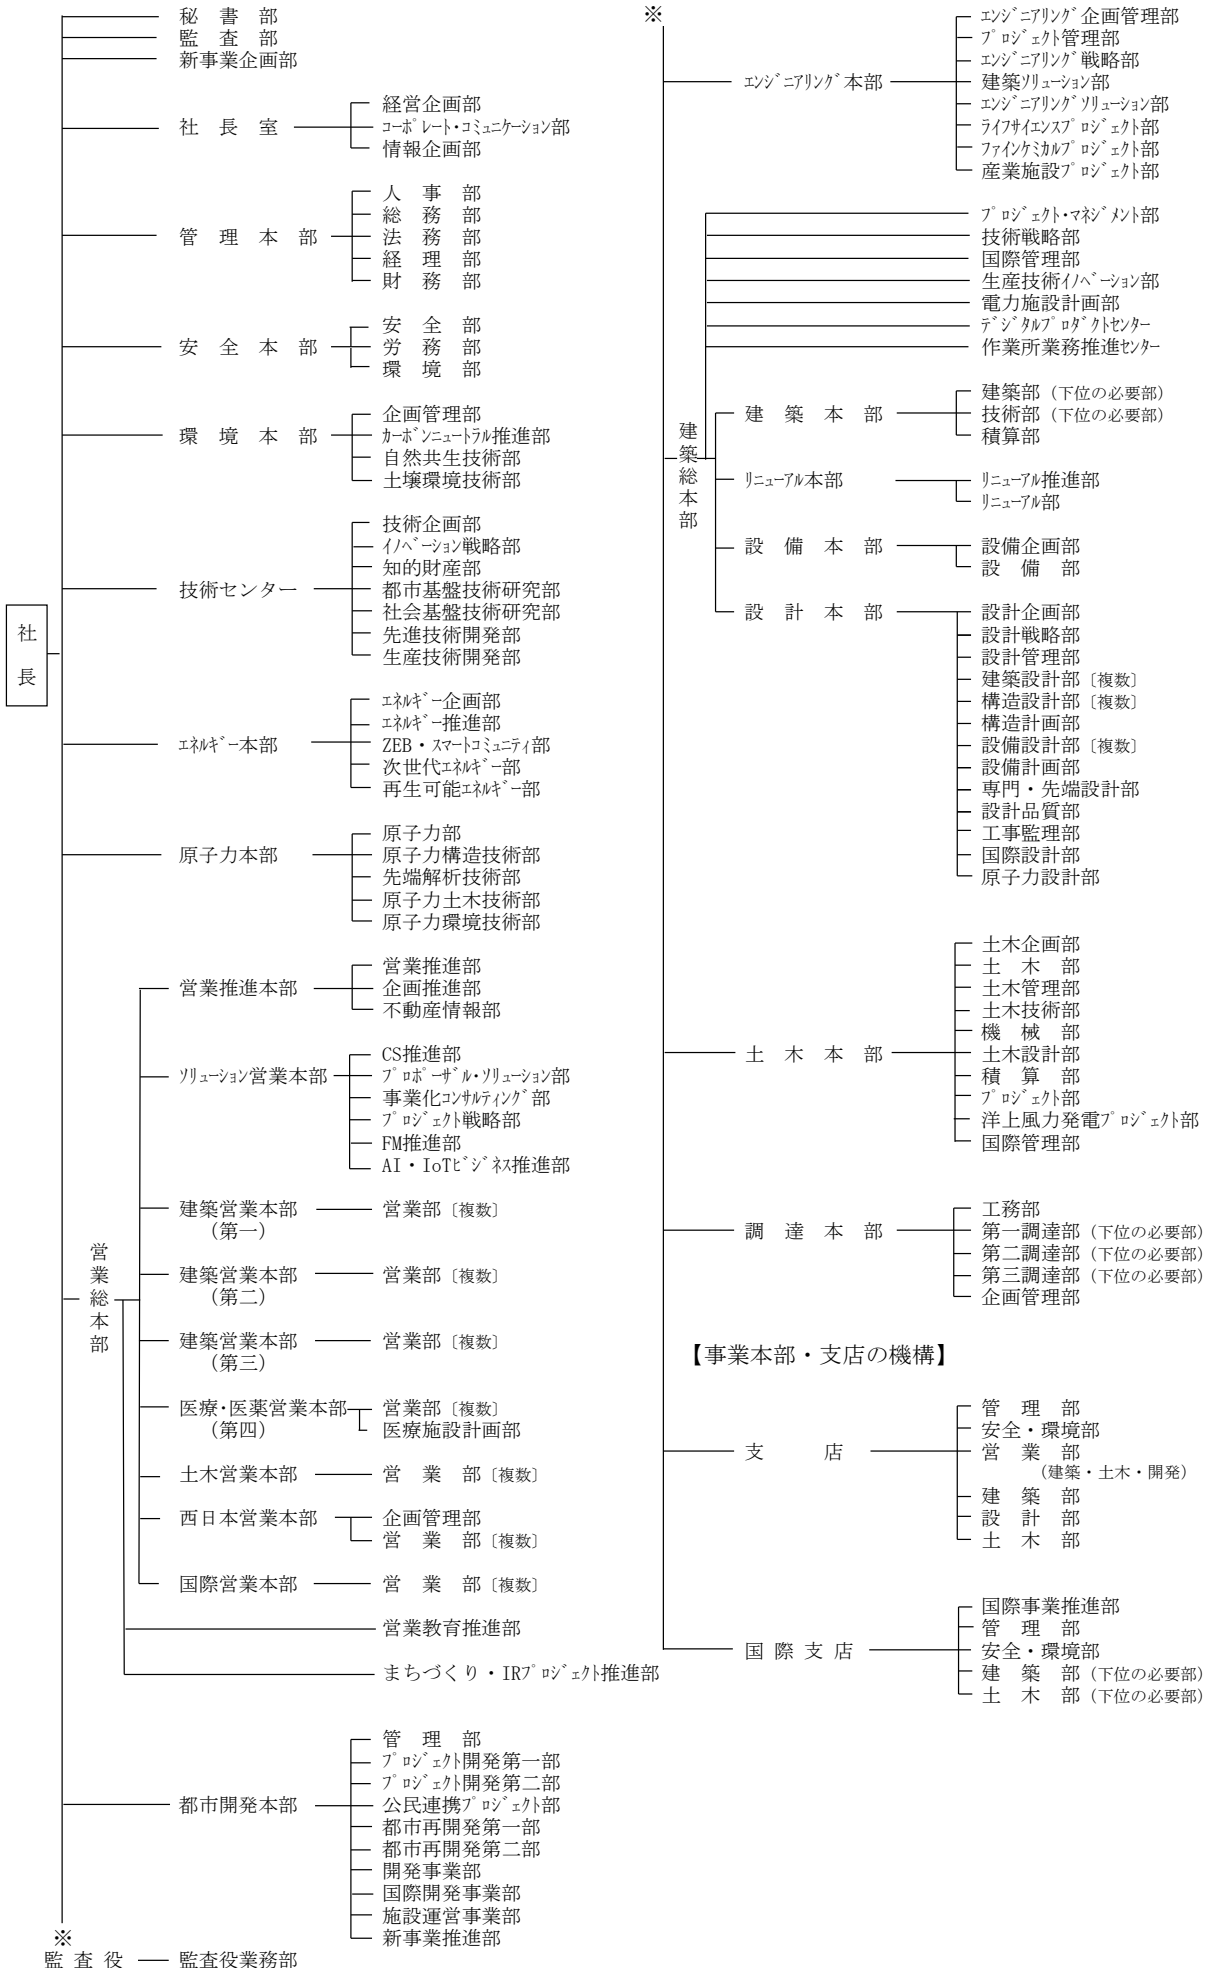 社長
秘書部
監査部
新事業企画部
社長室
経営企画部
コーポレート・コミュニケーション部
情報企画部
管理本部
人事部
総務部
法務部
経理部
財務部
安全本部
安全部
労務部
環境部
環境本部
企画管理部
カーボンニュートラル推進部
自然共生技術部
土壌環境技術部
技術センター
技術企画部
イノベーション戦略部
知的財産部
都市基盤技術研究部
社会基盤技術研究部
先進技術開発部
生産技術開発部
エネルギー本部
エネルギー企画部
エネルギー推進部
ZEB・スマートコミュニティ部
次世代エネルギー部
再生可能エネルギー部
原子力本部
原子力部
原子力構造技術部
先端解析技術部
原子力土木技術部
原子力環境技術部
営業総本部
営業推進本部
営業推進部
企画推進部
不動産情報部
ソリューション営業本部
CS推進部
プロポーザル・ソリューション部
事業化コンサルティング部
プロジェクト戦略部
FM推進部
AI・IoTビジネス推進部
建築営業本部
(第一)
営業部〔複数〕
建築営業本部
(第二)
営業部〔複数〕
建築営業本部
(第三)
営業部〔複数〕
医療・医薬営業本部
(第四)
営業部〔複数〕
医療施設計画部
土木営業本部
営業部〔複数〕
西日本営業本部
企画管理部
営業部〔複数〕
国際営業本部
営業部〔複数〕
営業教育推進部
まちづくり・IRプロジェクト推進部
都市開発本部
管理部
プロジェクト開発第一部
プロジェクト開発第二部
公民連携プロジェクト部
都市再開発第一部
都市再開発第二部
開発事業部
国際開発事業部
施設運営事業部
新事業推進部
※
監査役
監査役業務部
※
エンジニアリング本部
エンジニアリング企画管理部
プロジェクト管理部
エンジニアリング戦略部
建築ソリューション部
エンジニアリングソリューション部
ライフサイエンスプロジェクト部
ファインケミカルプロジェクト部
産業施設プロジェクト部
建築総本部
プロジェクト・マネジメント部
技術戦略部
国際管理部
生産技術イノベーション部
電力施設計画部
デジタルプロダクトセンター
作業所業務推進センター
建築本部
建築部(下位の必要部)
技術部(下位の必要部)
積算部
リニューアル本部
リニューアル推進部
リニューアル部
設備本部
設備企画部
設備部
設計本部
設計企画部
設計戦略部
設計管理部
建築設計部〔複数〕
構造設計部〔複数〕
構造計画部
設備設計部〔複数〕
設備計画部
専門・先端設計部
設計品質部
工事監理部
国際設計部
原子力設計部
土木本部
土木企画部
土木部
土木管理部
土木技術部
機械部
土木設計部
積算部
プロジェクト部
洋上風力発電プロジェクト部
国際管理部
調達本部
工務部
第一調達部(下位の必要部)
第二調達部(下位の必要部)
第三調達部(下位の必要部)
企画管理部
【事業本部・支店の機構】
支店
管理部
安全・環境部
営業部
(建築・土木・開発)
建築部
設計部
土木部
国際支店
国際事業推進部
管理部
安全・環境部
建築部(下位の必要部)
土木部(下位の必要部)